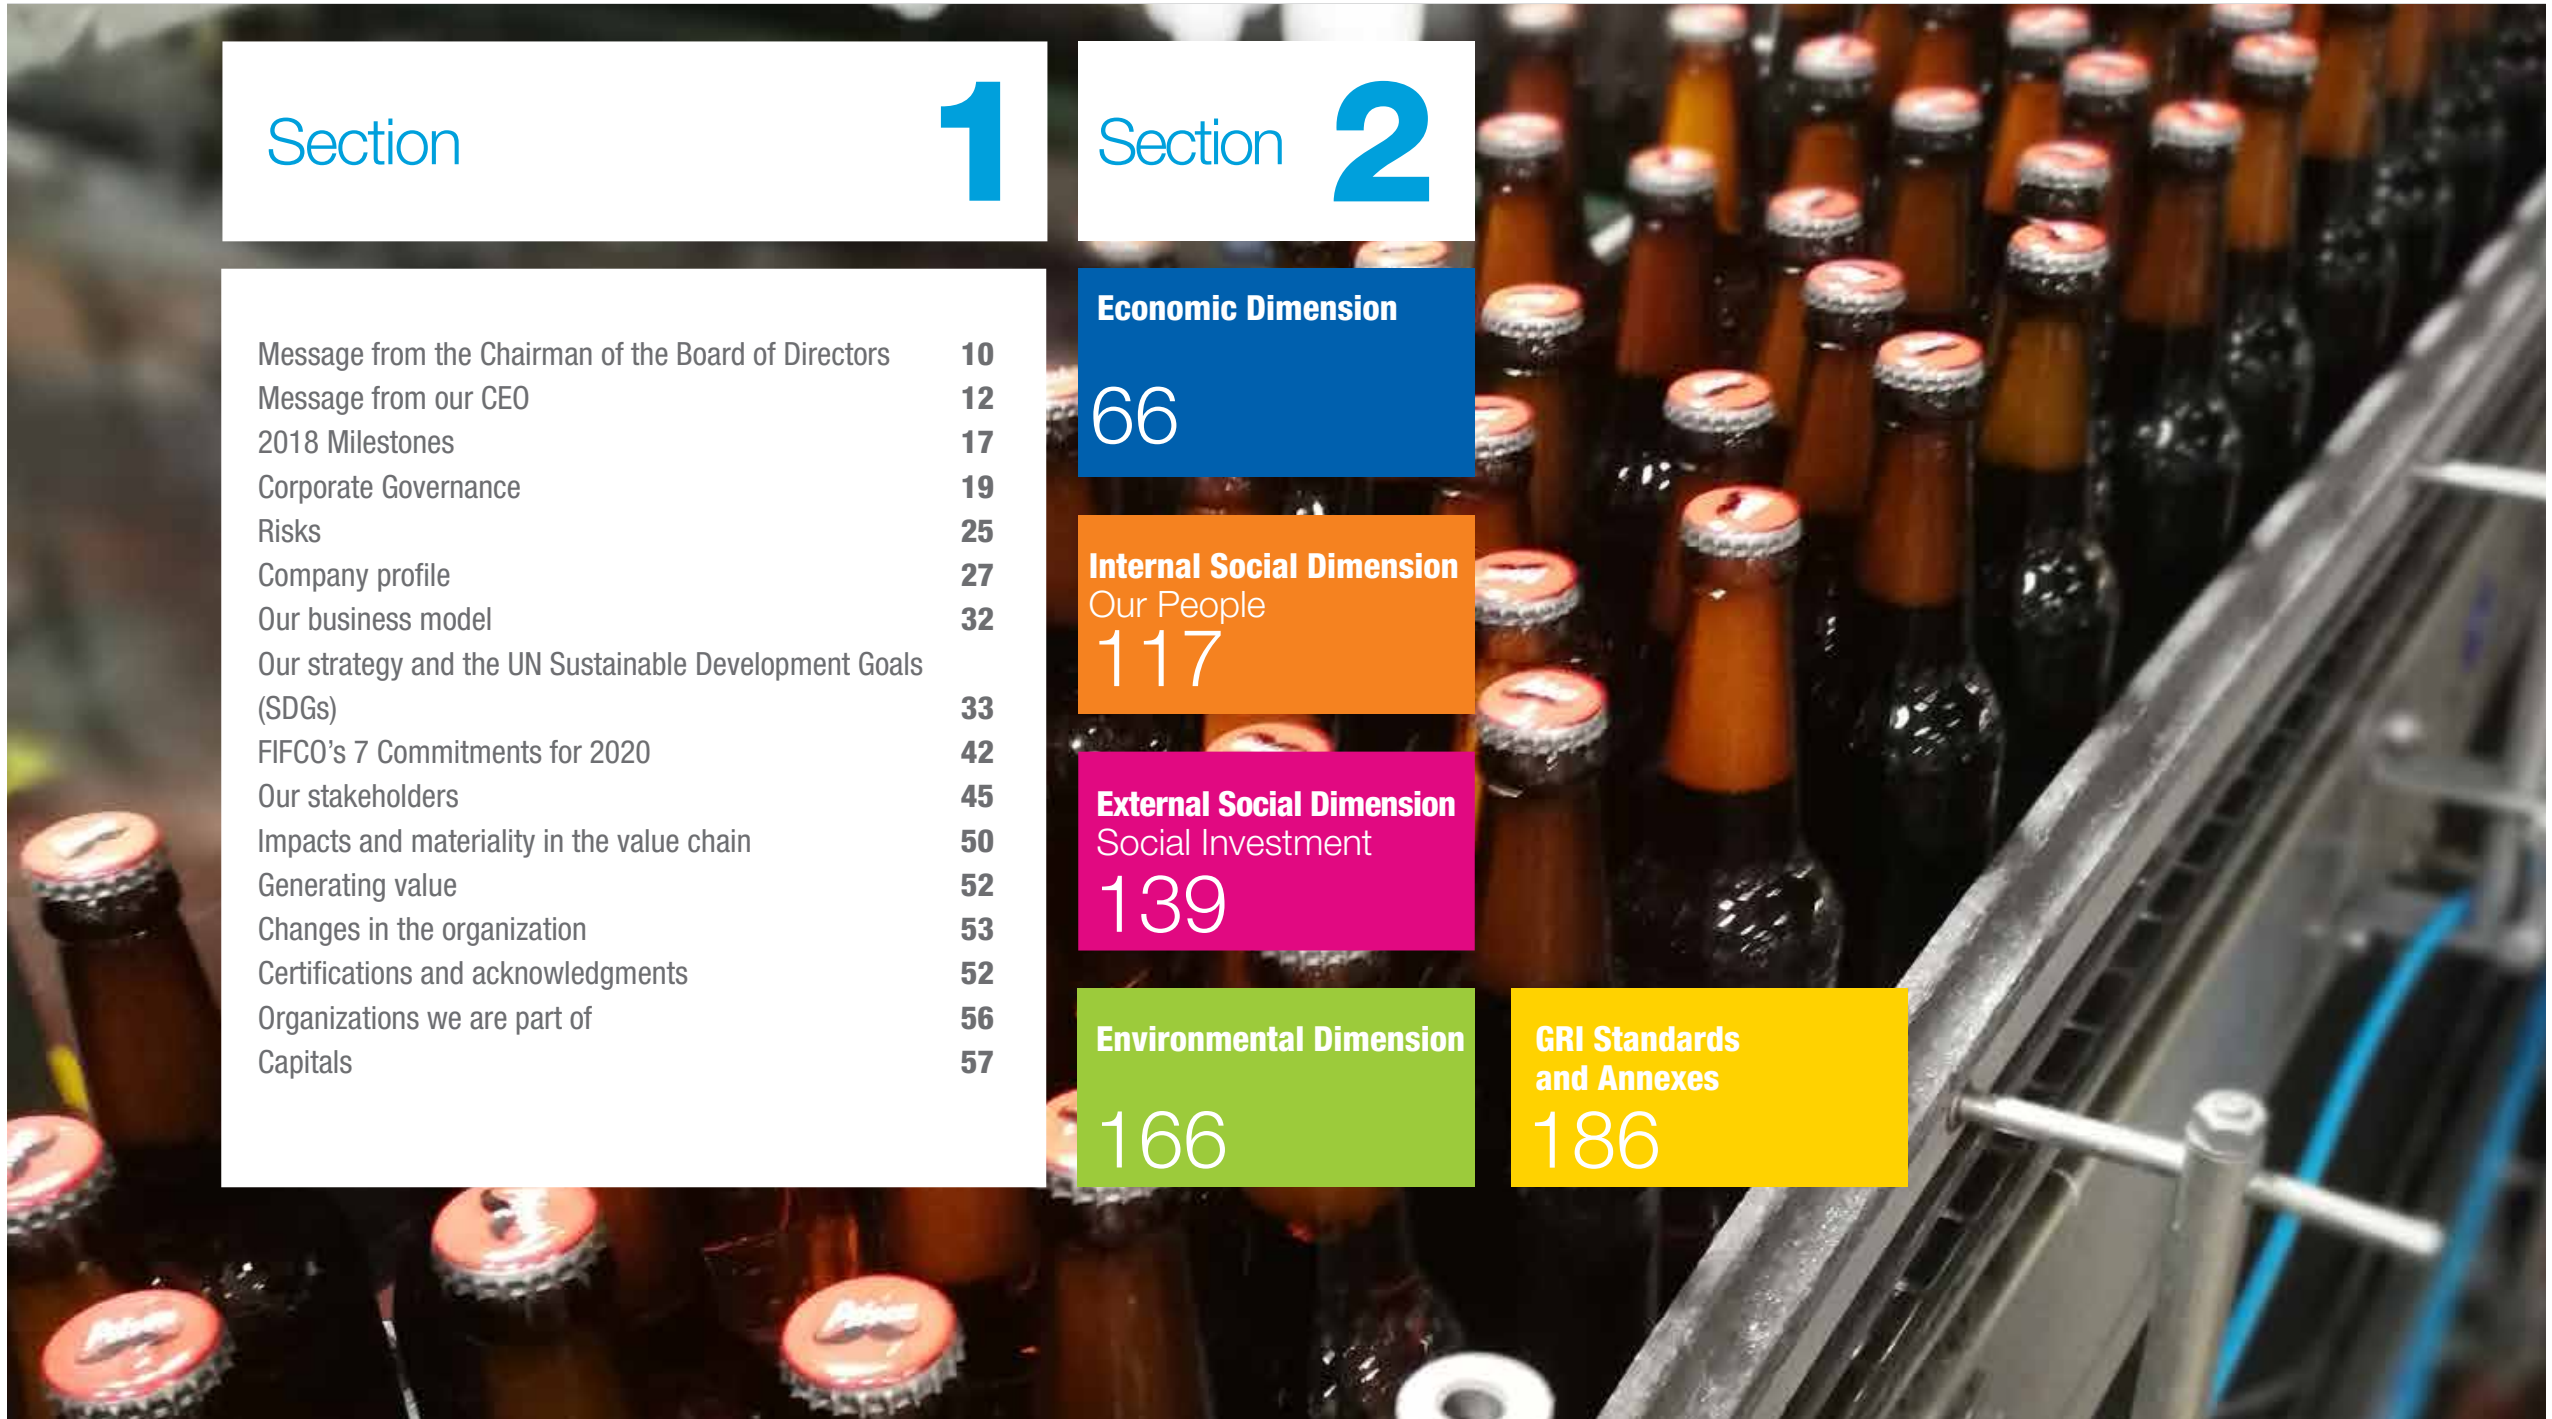 Section 1
Message from the Chairman of the Board of Directors 10
Message from our CEO 12
2018 Milestones 17
Corporate Governance 19
Risks 25
Company profile 27
Our business model 32
Our strategy and the UN Sustainable Development Goals
(SDGs) 33
FIFCO’s 7 Commitments for 2020 42
Our stakeholders 45
Impacts and materiality in the value chain 50
Generating value 52
Changes in the organization 53
Certifications and acknowledgments 52
Organizations we are part of 56
Capitals 57
Section 2
Economic Dimension
66
Internal Social Dimension
Our People
117
External Social Dimension
Social Investment
139
Environmental Dimension
166
GRI Standards
and Annexes
186